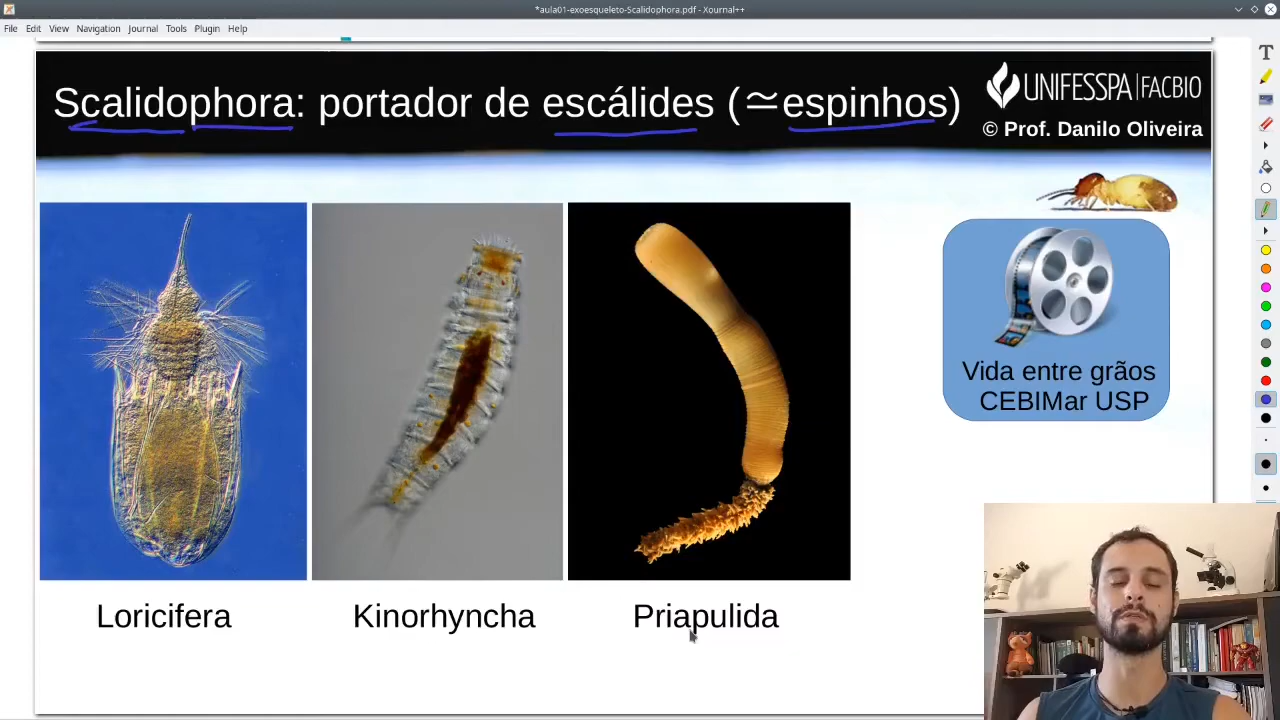 *aula01-exoesqueleto-Scalidophora.pdf - Xournal++
File Edit View Navigation Journal Tools Plugin Help
Scalidophora: portador de escálides (≃espinhos)
UNIFESSPA|FACBIO
© Prof. Danilo Oliveira
Vida entre grãos
CEBIMar USP
Loricifera Kinorhyncha Priapulida